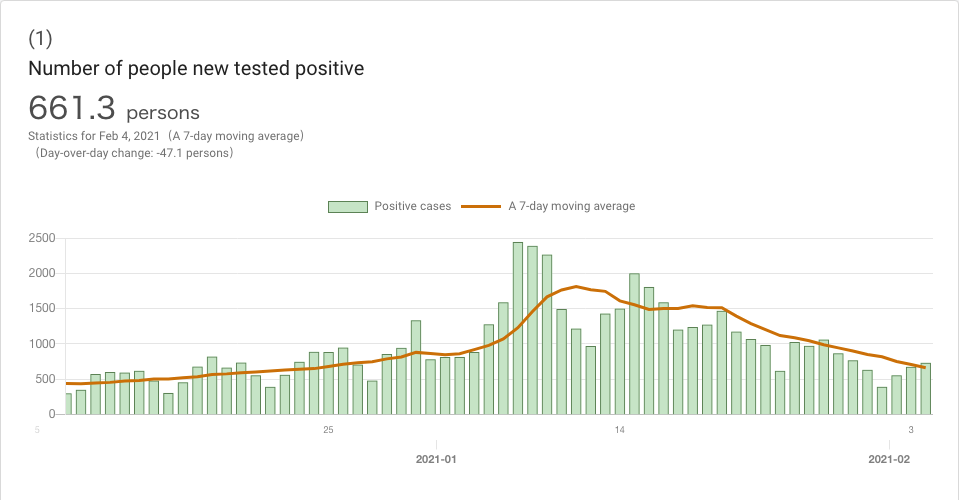 (1)
Number of people new tested positive
661.3 persons
Statistics for Feb 4, 2021 (A 7-day moving average)
(Day-over-day change: -47.1 persons)
Positive cases A 7-day moving average
2500
2000
1500
1000
500
0
5 25 14 3
2021-01 2021-02